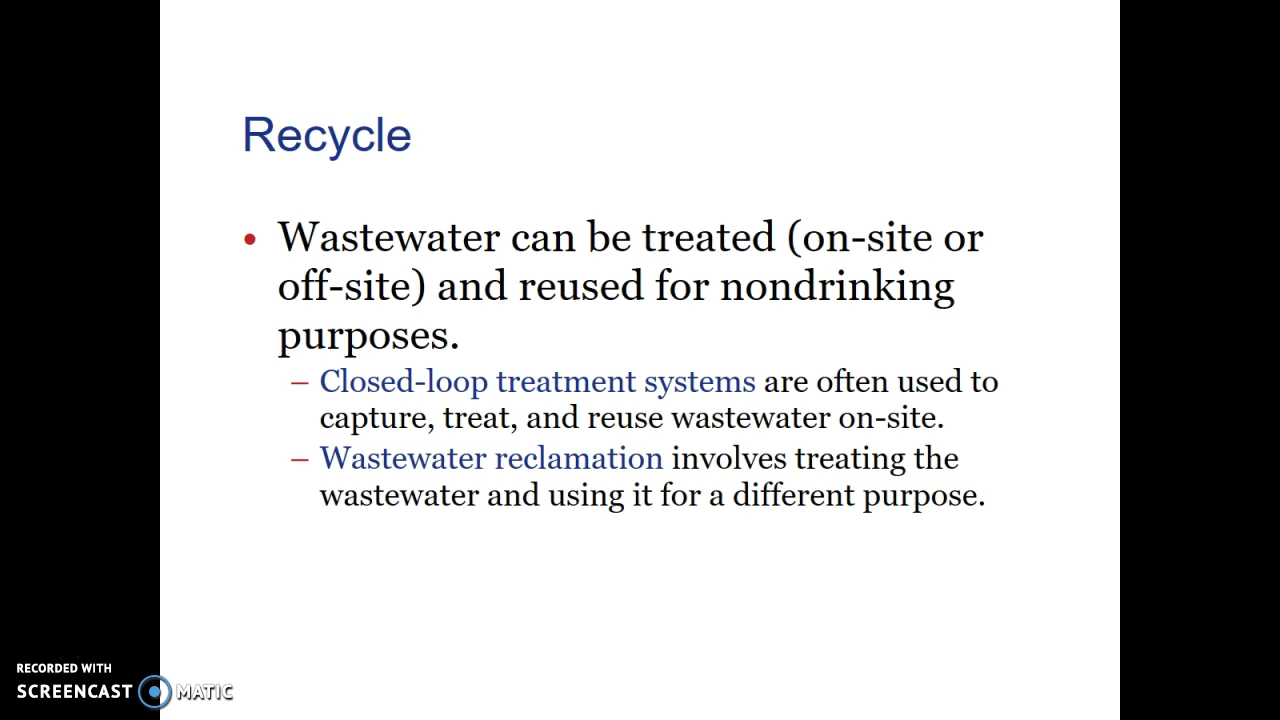 Recycle
• Wastewater can be treated (on-site or
off-site) and reused for nondrinking
purposes.
– Closed-loop treatment systems are often used to
capture, treat, and reuse wastewater on-site.
– Wastewater reclamation involves treating the
wastewater and using it for a different purpose.
RECORDED WITH
SCREENCAST MATIC